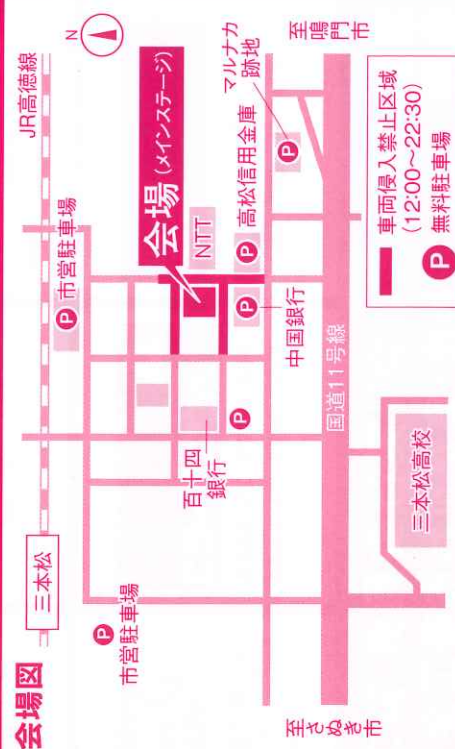 会場図
N
JR高徳線
三本松
P 市営駐車場
P
市営駐車場
会場 (メインステージ)
NTT
百十四
銀行
P
P
中国銀行
P 高松信用金庫
マルナカ
跡地
P
至鳴門市
国道11号線
至さぬき市
三本松高校
車両侵入禁止区域
(12:00~22:30)
P 無料駐車場